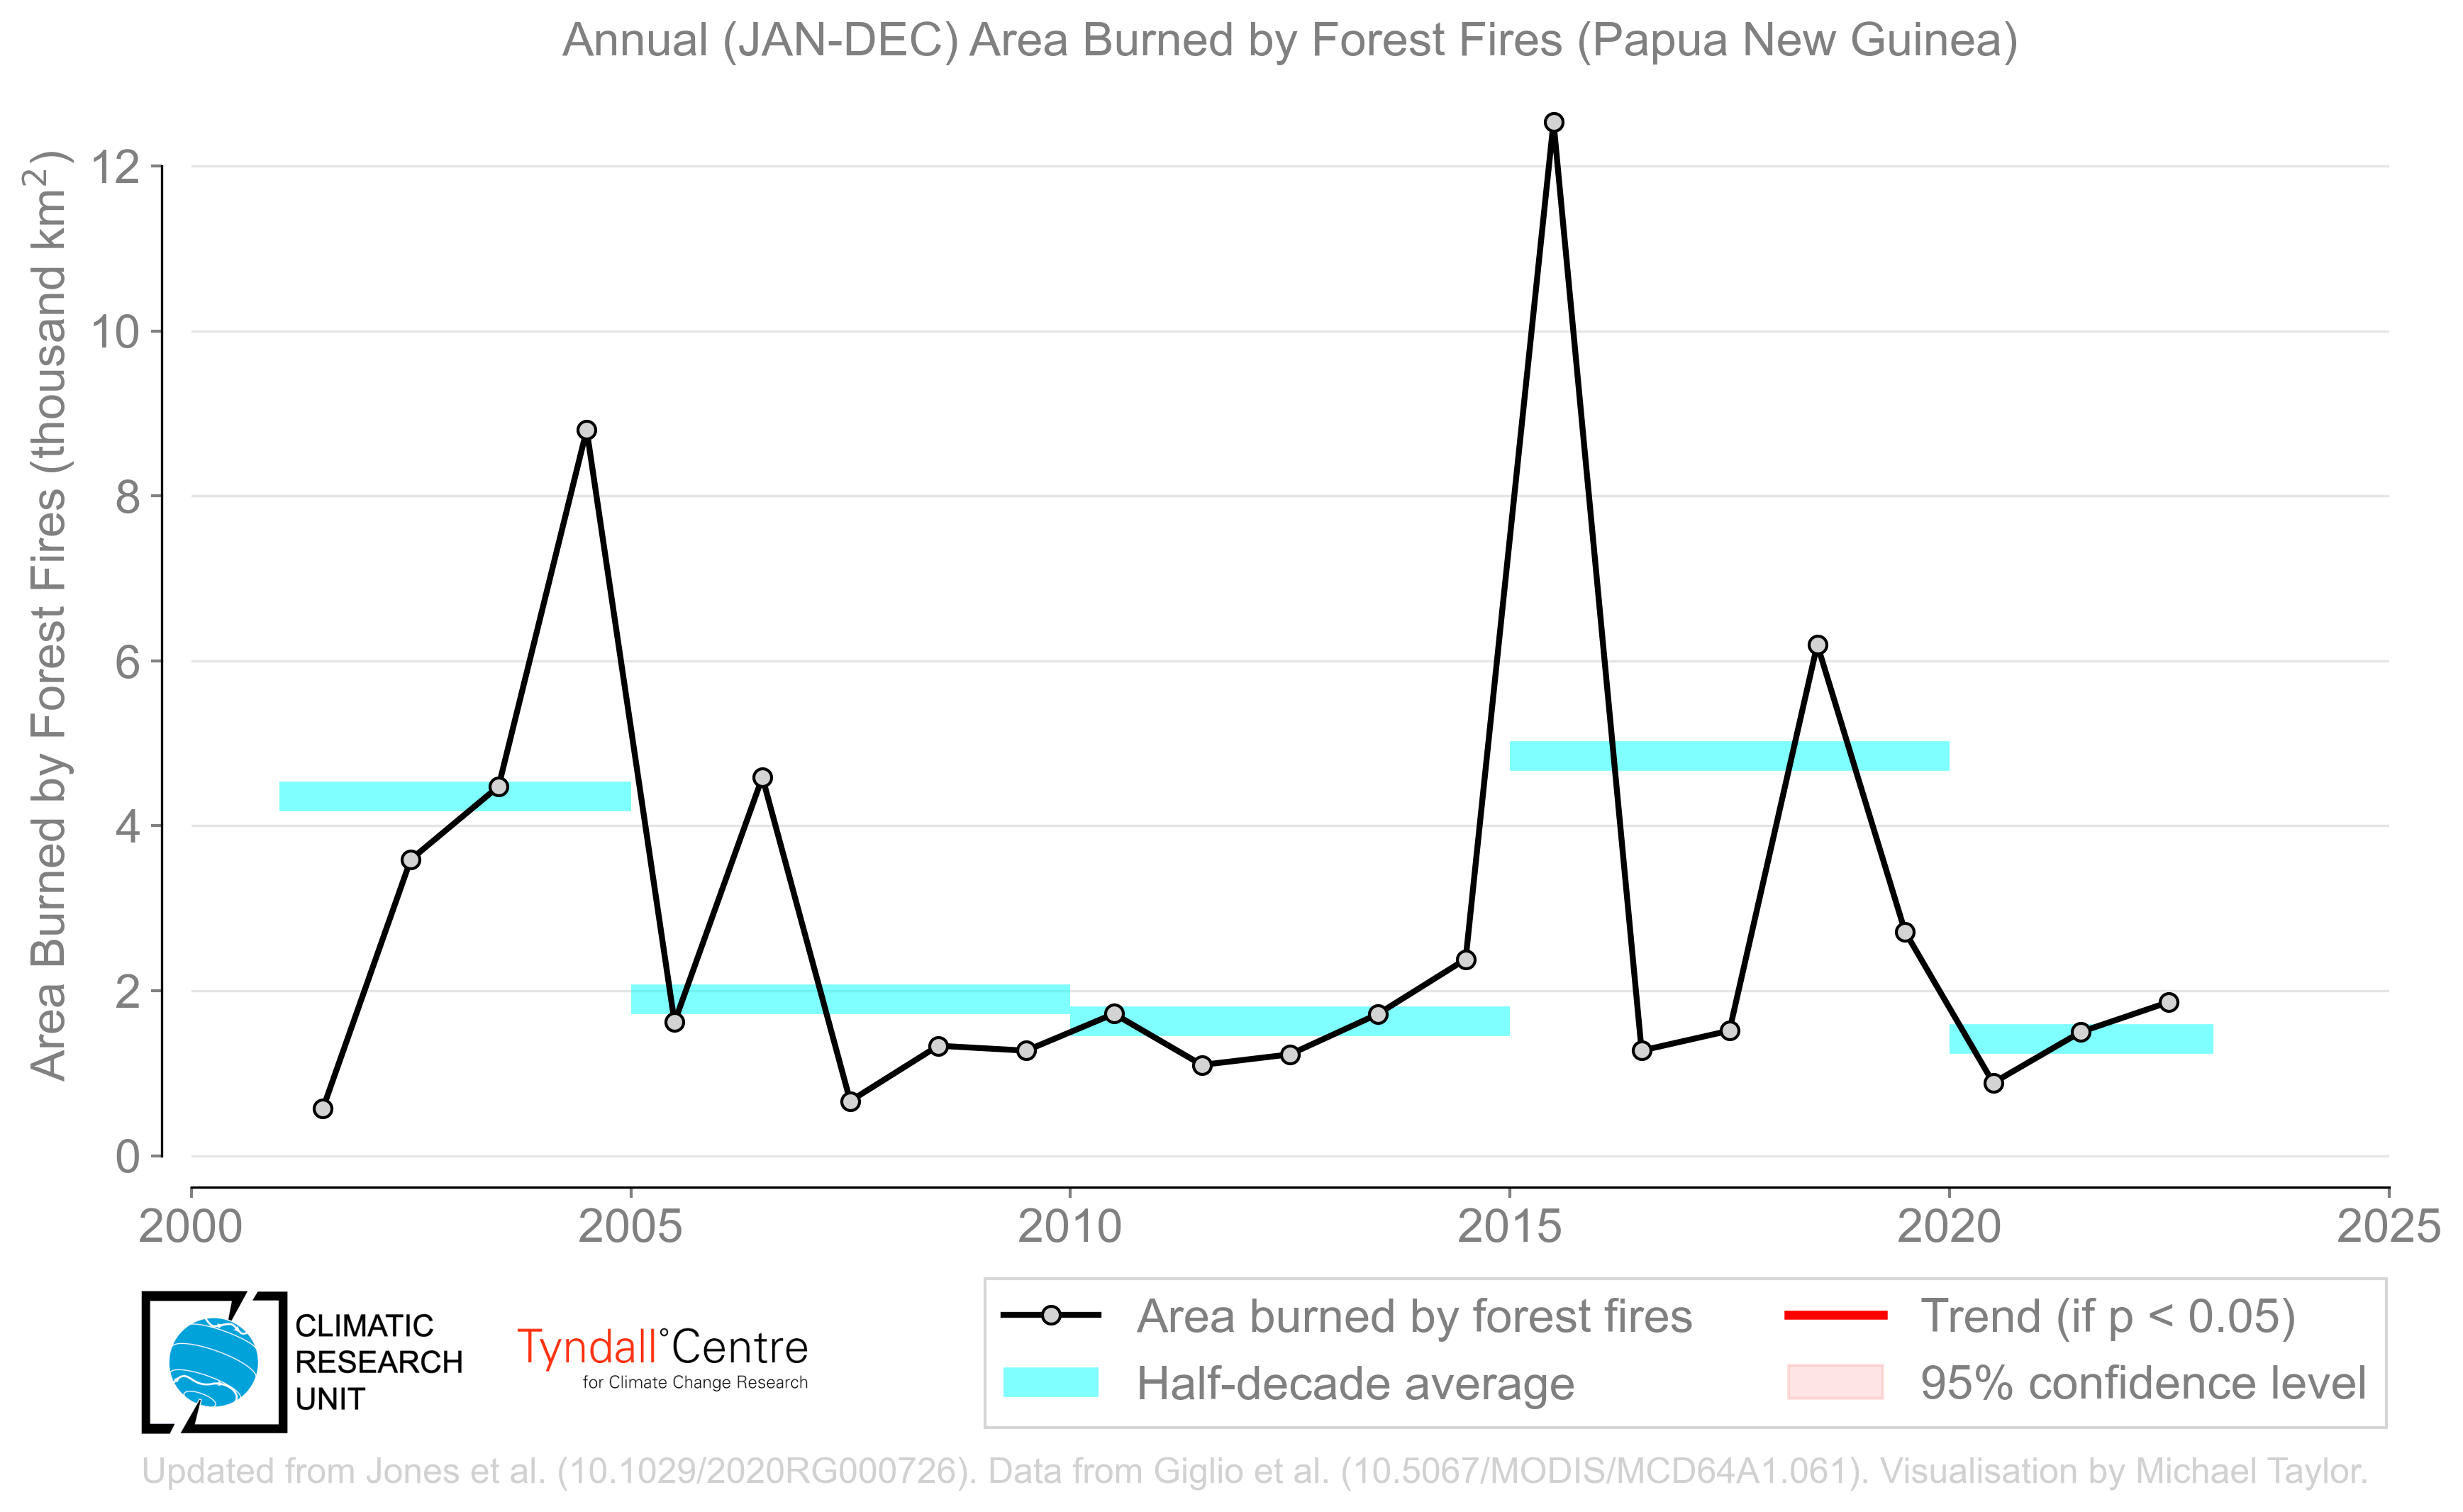 Annual (JAN-DEC) Area Burned by Forest Fires (Papua New Guinea)
Area Burned by Forest Fires (thousand km²)
12
10
8
6
4
2
0
2000 2005 2010 2015 2020 2025
CLIMATIC
RESEARCH
UNIT
Tyndall°Centre
for Climate Change Research
Area burned by forest fires
Half-decade average
Trend (if p < 0.05)
95% confidence level
Updated from Jones et al. (10.1029/2020RG000726). Data from Giglio et al. (10.5067/MODIS/MCD64A1.061). Visualisation by Michael Taylor.